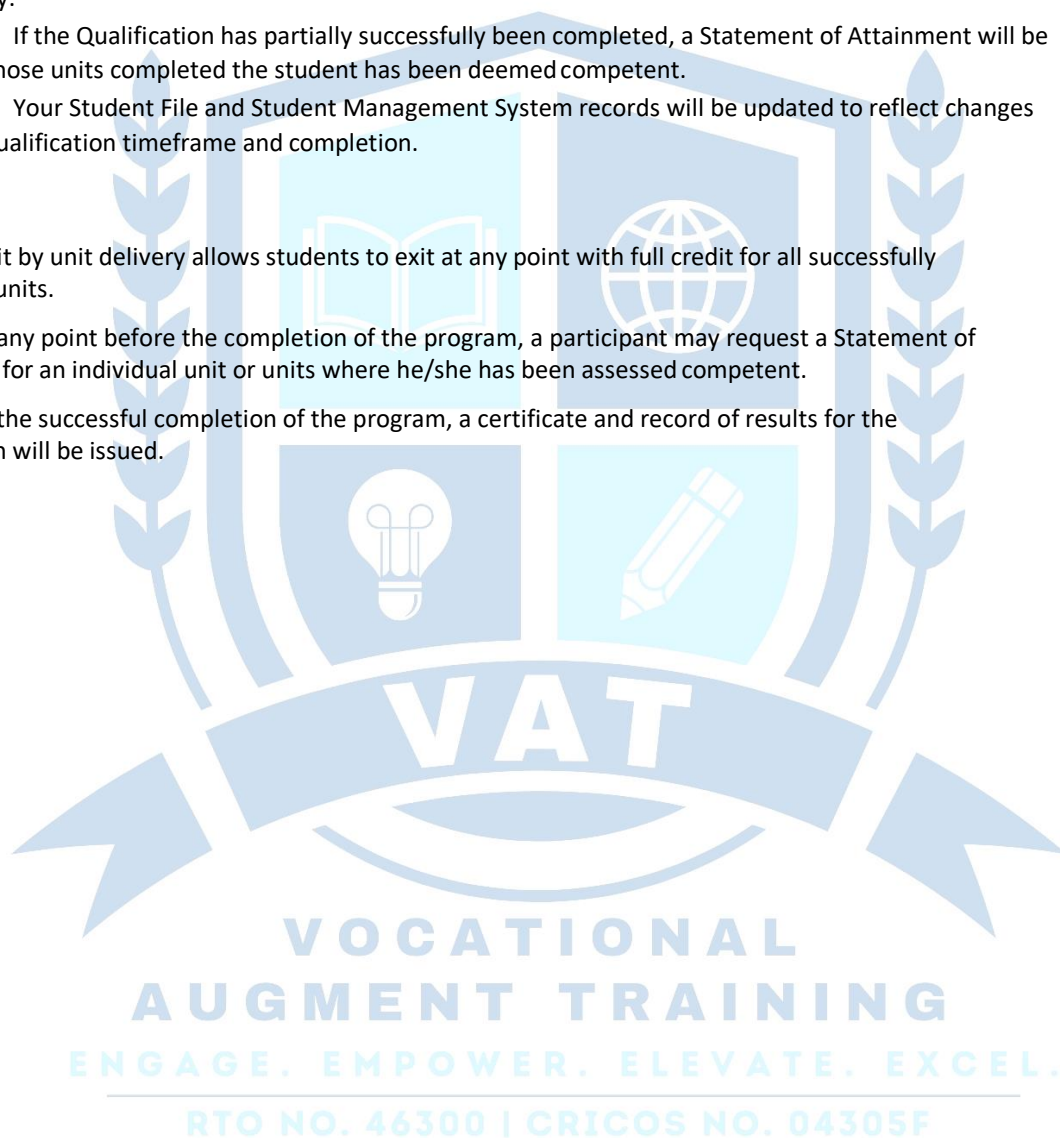 y.
If the Qualification has partially successfully been completed, a Statement of Attainment will be
hose units completed the student has been deemed competent.
Your Student File and Student Management System records will be updated to reflect changes
ualification timeframe and completion.
it by unit delivery allows students to exit at any point with full credit for all successfully
units.
any point before the completion of the program, a participant may request a Statement of
for an individual unit or units where he/she has been assessed competent.
the successful completion of the program, a certificate and record of results for the
n will be issued.
VAT
VOCATIONAL
AUGMENT TRAINING
ENGAGE. EMPOWER. ELEVATE. EXCEL.
RTO NO. 46300 | CRICOS NO. 04305F